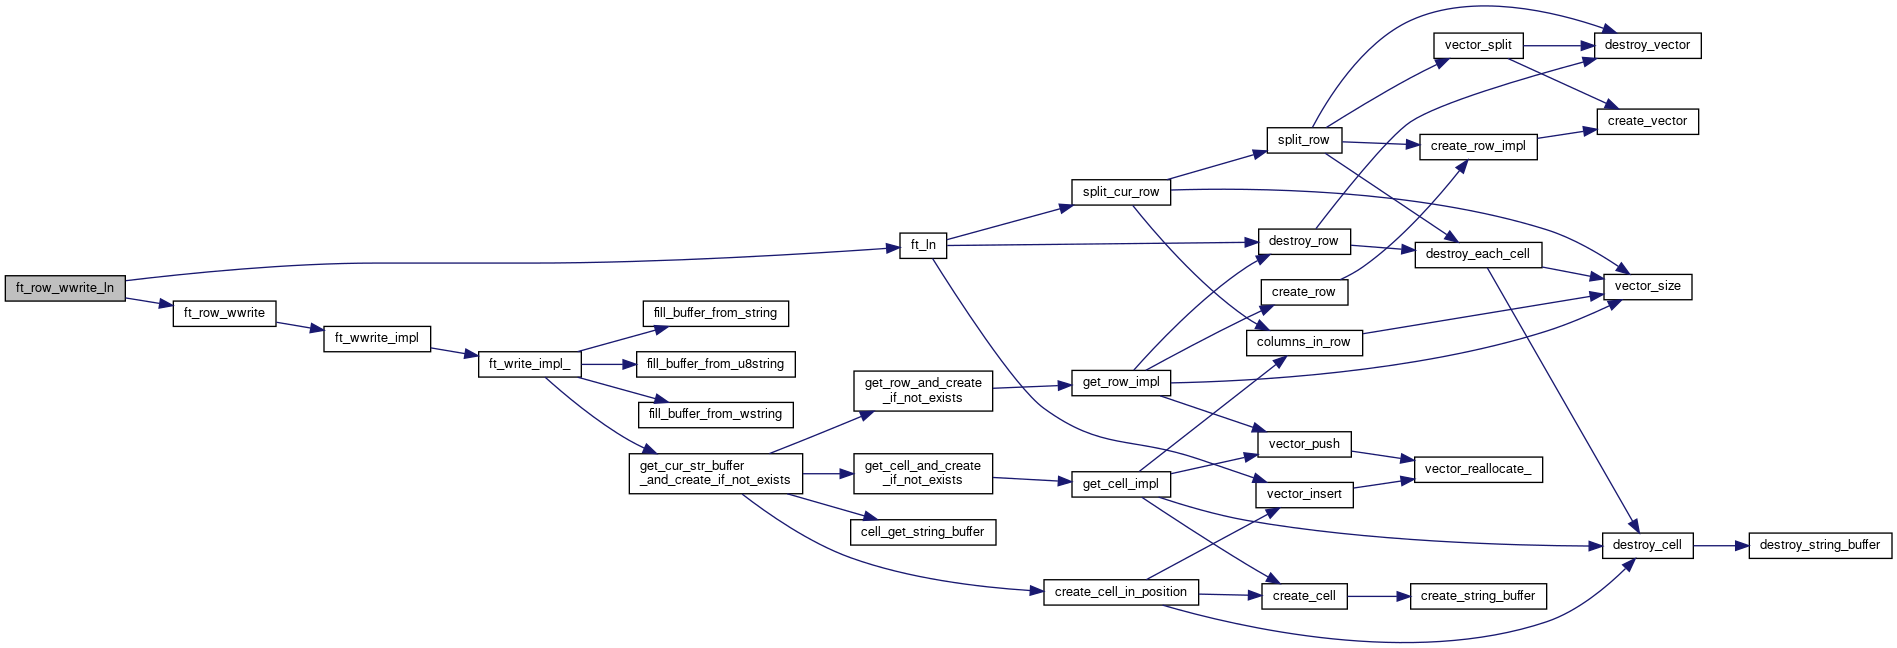 ft_row_wwrite_ln
ft_row_wwrite
ft_wwrite_impl
ft_write_impl_
fill_buffer_from_string
fill_buffer_from_u8string
fill_buffer_from_wstring
get_cur_str_buffer
_and_create_if_not_exists
get_row_and_create
_if_not_exists
get_cell_and_create
_if_not_exists
cell_get_string_buffer
ft_ln
split_cur_row
get_row_impl
get_cell_impl
create_cell_in_position
split_row
destroy_row
create_row
columns_in_row
vector_push
vector_insert
create_cell
vector_split
create_row_impl
destroy_each_cell
vector_reallocate_
create_string_buffer
destroy_vector
create_vector
vector_size
destroy_cell
destroy_string_buffer